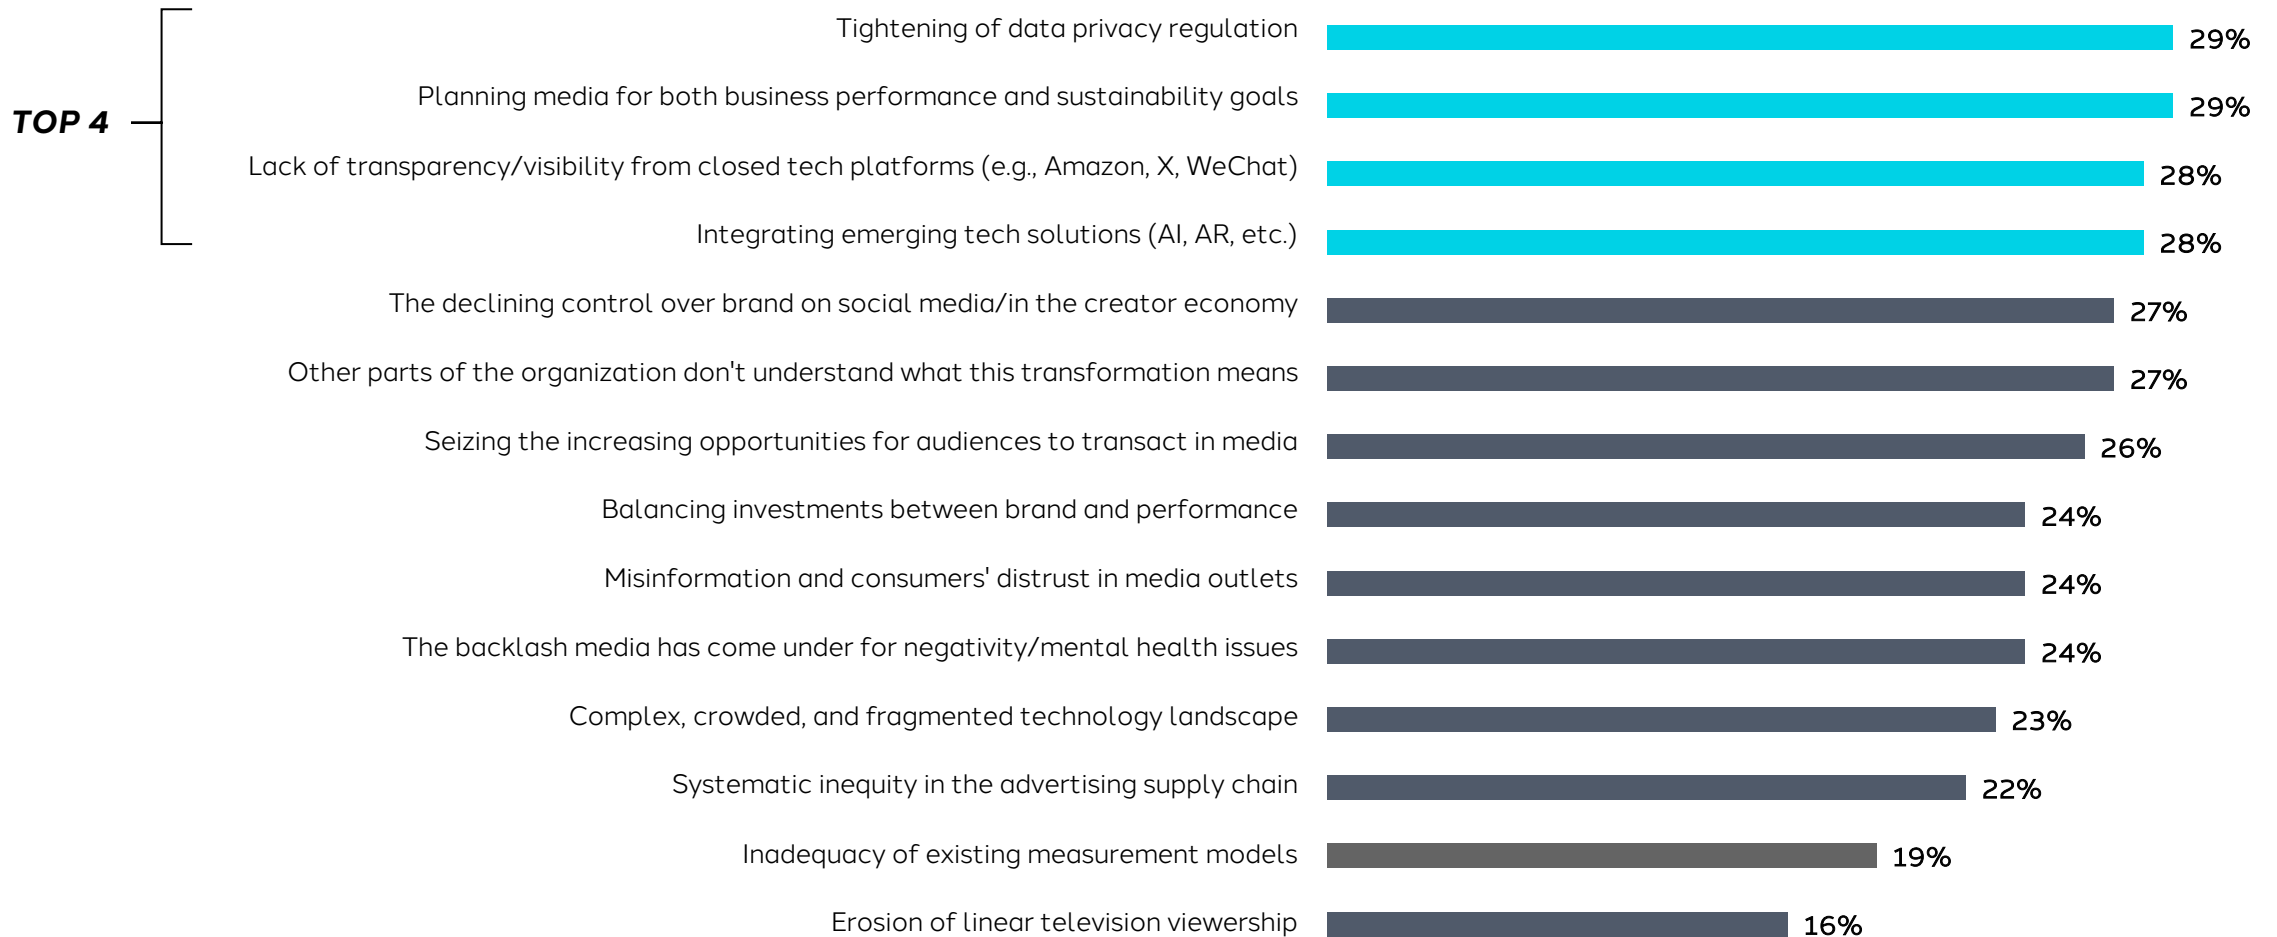 Tightening of data privacy regulation 29%
Planning media for both business performance and sustainability goals 29%
TOP 4
Lack of transparency/visibility from closed tech platforms (e.g., Amazon, X, WeChat) 28%
Integrating emerging tech solutions (AI, AR, etc.) 28%
The declining control over brand on social media/in the creator economy 27%
Other parts of the organization don't understand what this transformation means 27%
Seizing the increasing opportunities for audiences to transact in media 26%
Balancing investments between brand and performance 24%
Misinformation and consumers' distrust in media outlets 24%
The backlash media has come under for negativity/mental health issues 24%
Complex, crowded, and fragmented technology landscape 23%
Systematic inequity in the advertising supply chain 22%
Inadequacy of existing measurement models 19%
Erosion of linear television viewership 16%